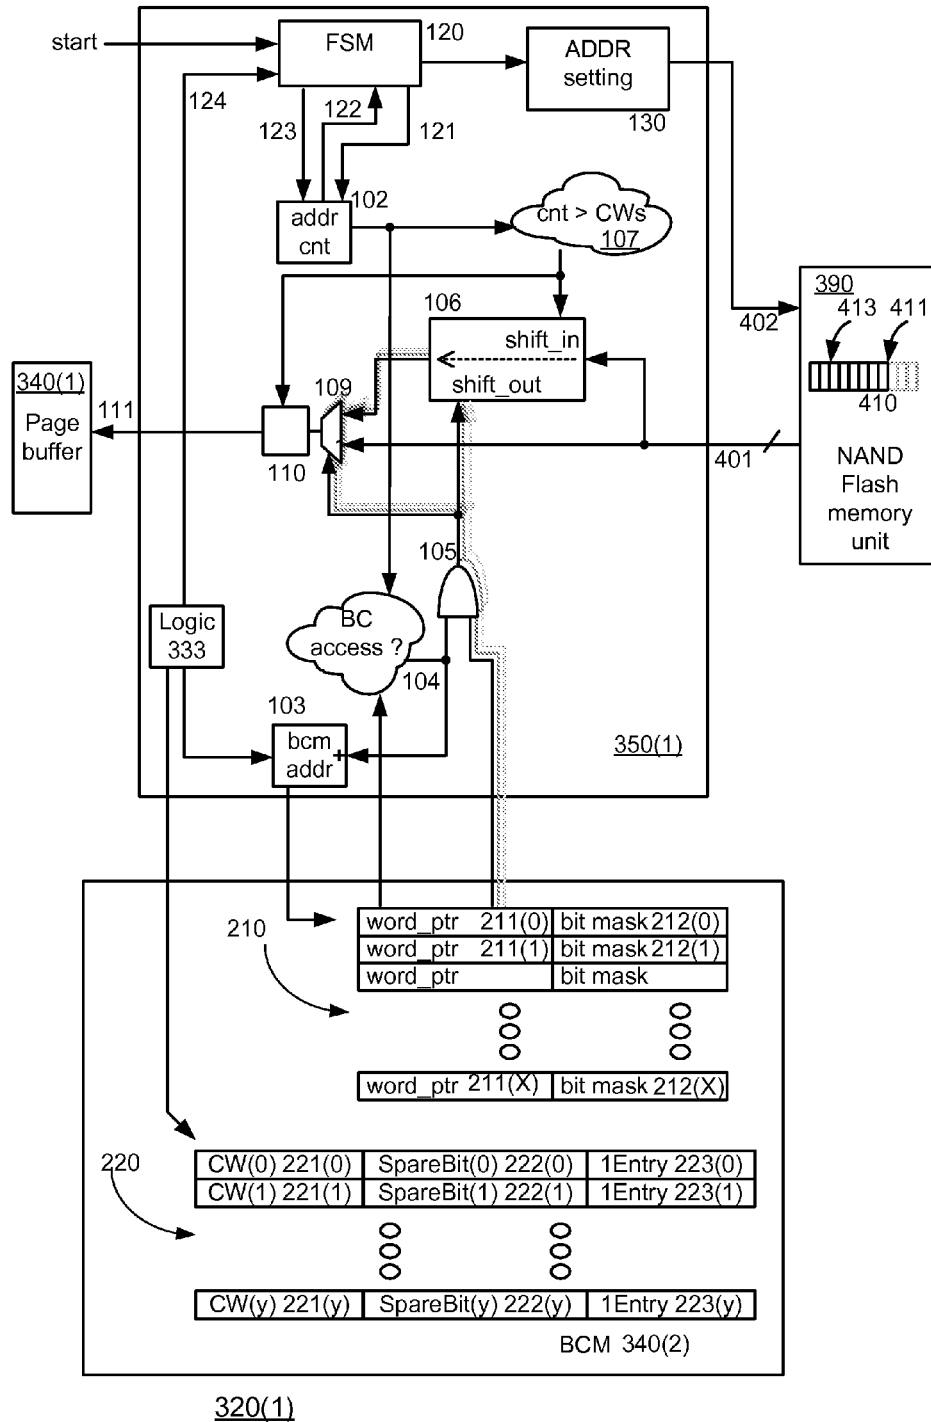 start
FSM
120
ADDR
setting
130
124
123
122
121
102
addr
cnt
cnt > CWs
107
390
413
411
410
402
106
shift_in
shift_out
340(1)
Page
buffer
111
109
110
401
NAND
Flash
memory
unit
105
Logic
333
BC
access ?
104
103
bcm
addr
+
350(1)
210
word_ptr 211(0) bit mask 212(0)
word_ptr 211(1) bit mask 212(1)
word_ptr bit mask
word_ptr 211(X) bit mask 212(X)
220
CW(0) 221(0) SpareBit(0) 222(0) 1Entry 223(0)
CW(1) 221(1) SpareBit(1) 222(1) 1Entry 223(1)
CW(y) 221(y) SpareBit(y) 222(y) 1Entry 223(y)
BCM 340(2)
320(1)